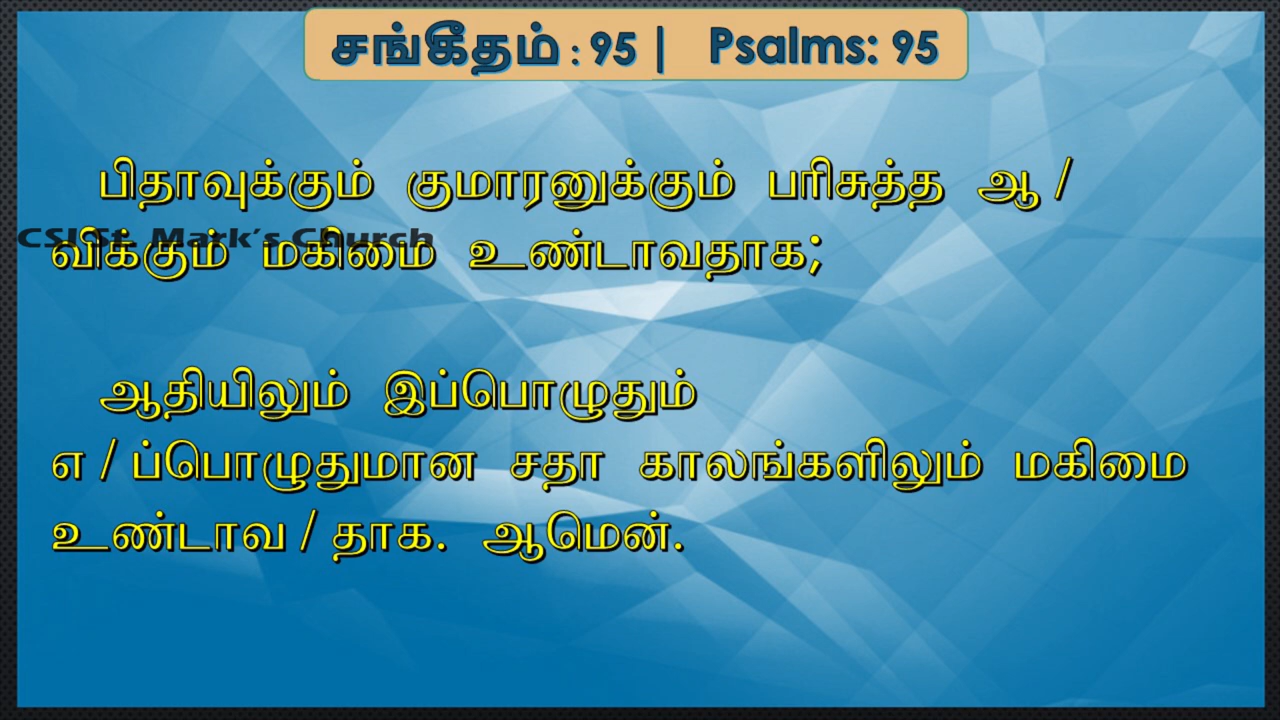 சங்கீதம் : 95 | Psalms: 95
பிதாவுக்கும் குமாரனுக்கும் பரிசுத்த ஆ /
CSI St. Mark's Church
விக்கும் மகிமை உண்டாவதாக;
ஆதியிலும் இப்பொழுதும்
எ / ப்பொழுதுமான சதா காலங்களிலும் மகிமை
உண்டாவ / தாக. ஆமென்.